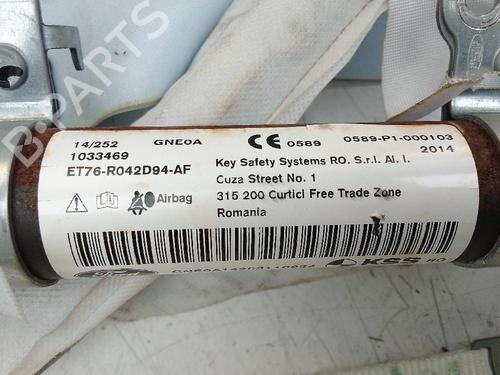 B-PARTS
14/252 GNE0A CE 0589 0589-P1-000103
1033469 2014
ET76-R042D94-AF Key Safety Systems RO. S.r.l. Al. I.
Cuza Street No. 1
Airbag 315 200 Curtici Free Trade Zone
Romania
KSS RO